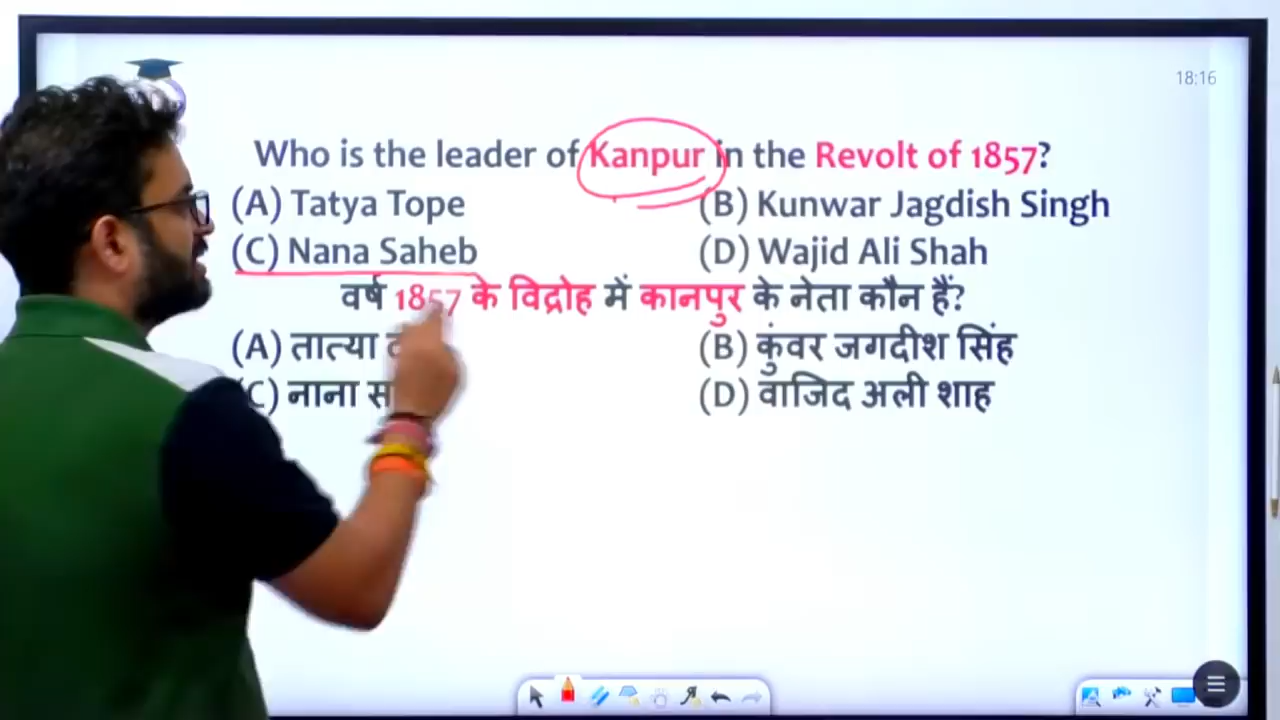 18:16
Who is the leader of Kanpur in the Revolt of 1857?
(A) Tatya Tope (B) Kunwar Jagdish Singh
(C) Nana Saheb (D) Wajid Ali Shah
वर्ष 1857 के विद्रोह में कानपुर के नेता कौन हैं?
(A) तात्या (B) कुंवर जगदीश सिंह
(C) नाना (D) वाजिद अली शाह